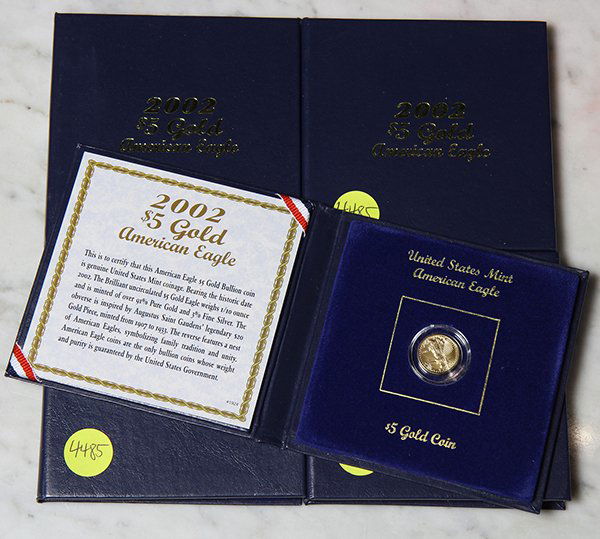 2002
$5 Gold
American Eagle
2002
$5 Gold
American Eagle
4485
2002
$5 Gold
American Eagle
This is to certify that this American Eagle $5 Gold Bullion coin
is genuine United States Mint coinage. Bearing the historic date
2002. The Brilliant uncirculated $5 Gold Eagle weighs 1/10 ounce
and is minted of over 91% Pure Gold and 3% Fine Silver. The
obverse is inspired by Augustus Saint Gaudens' legendary $20
Gold Piece, minted from 1907 to 1933. The reverse features a nest
of American Eagles, symbolizing family tradition and unity.
American Eagle coins are the only bullion coins whose weight
and purity is guaranteed by the United States Government.
United States Mint
American Eagle
$5 Gold Coin
4485